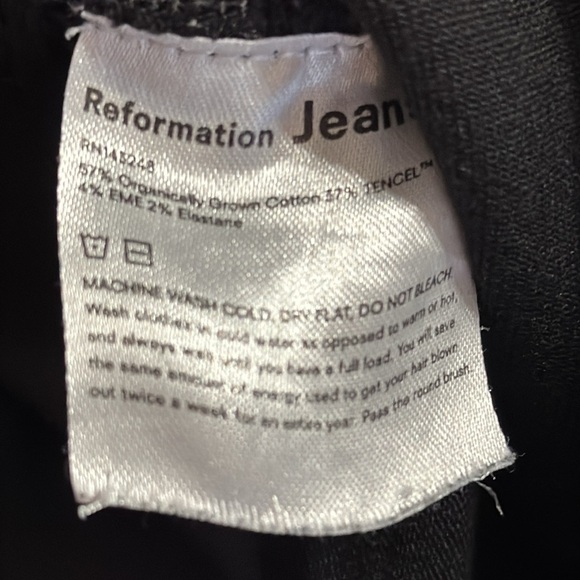 Reformation Jean
RN143248
57% Organically Grown Cotton 37% TENCEL™
4% EME 2% Elastane
MACHINE WASH COLD, DRY FLAT, DO NOT BLEACH.
Wash clothes in cold water as opposed to warm or hot,
and always wait until you have a full load. You will save
the same amount of energy used to get your hair blown
out twice a week for an entire year. Pass the round brush.